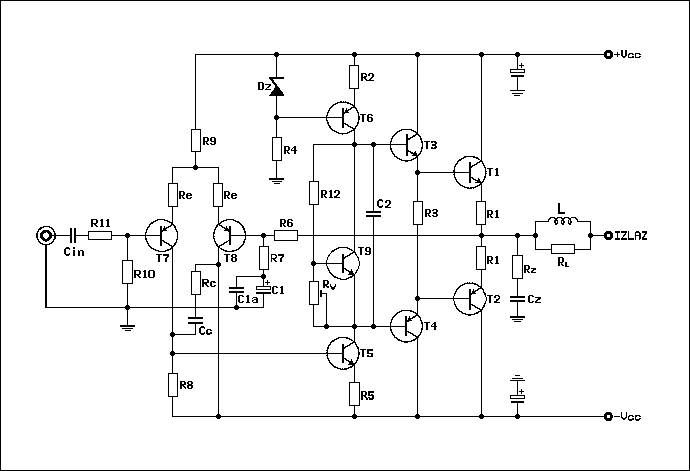 +VCC
Dz
R2
T6
R9
R4
T3
T1
Re
Re
R12
C2
R3
R1
L
R11
R6
IZLAZ
Cin
T7
T8
R7
T9
R1
Rz
RL
R10
Rc
C1
C1a
Rv
T4
T2
Cz
Cc
T5
R8
R5
-VCC